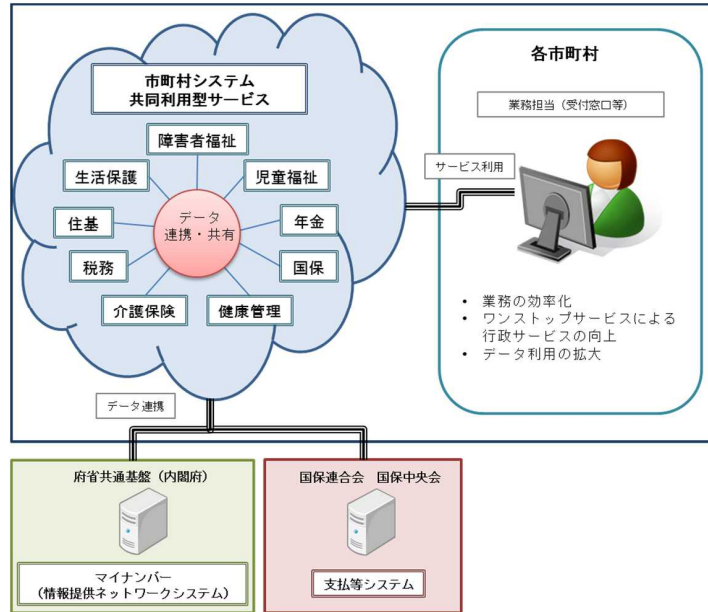 市町村システム
共同利用型サービス
障害者福祉
生活保護
児童福祉
住基
データ
連携・共有
年金
税務
国保
介護保険
健康管理
各市町村
業務担当（受付窓口等）
サービス利用
• 業務の効率化
• ワンストップサービスによる
行政サービスの向上
• データ利用の拡大
データ連携
府省共通基盤（内閣府）
マイナンバー
（情報提供ネットワークシステム）
国保連合会 国保中央会
支払等システム